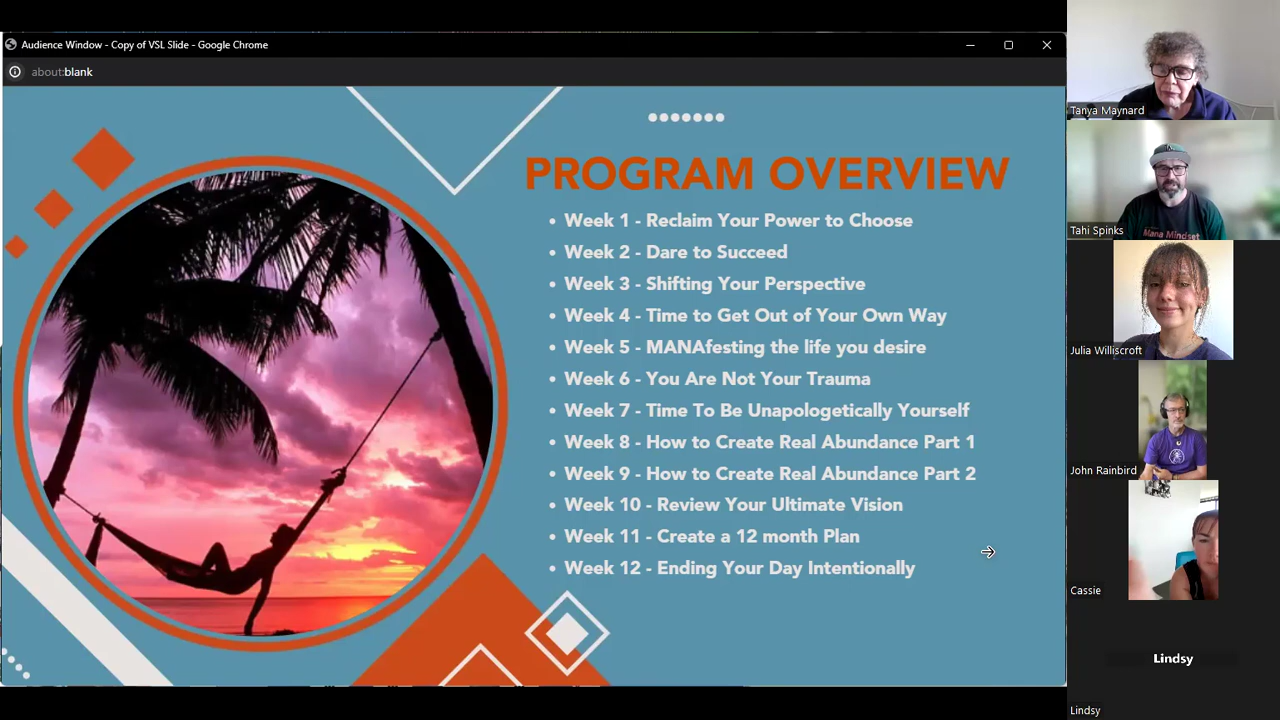 Audience Window - Copy of VSL Slide - Google Chrome
about:blank
PROGRAM OVERVIEW
• Week 1 - Reclaim Your Power to Choose
• Week 2 - Dare to Succeed
• Week 3 - Shifting Your Perspective
• Week 4 - Time to Get Out of Your Own Way
• Week 5 - MANAfesting the life you desire
• Week 6 - You Are Not Your Trauma
• Week 7 - Time To Be Unapologetically Yourself
• Week 8 - How to Create Real Abundance Part 1
• Week 9 - How to Create Real Abundance Part 2
• Week 10 - Review Your Ultimate Vision
• Week 11 - Create a 12 month Plan
• Week 12 - Ending Your Day Intentionally
Tanya Maynard
Mana Mindset
Tahi Spinks
Julia Williscroft
John Rainbird
Cassie
Lindsy
Lindsy